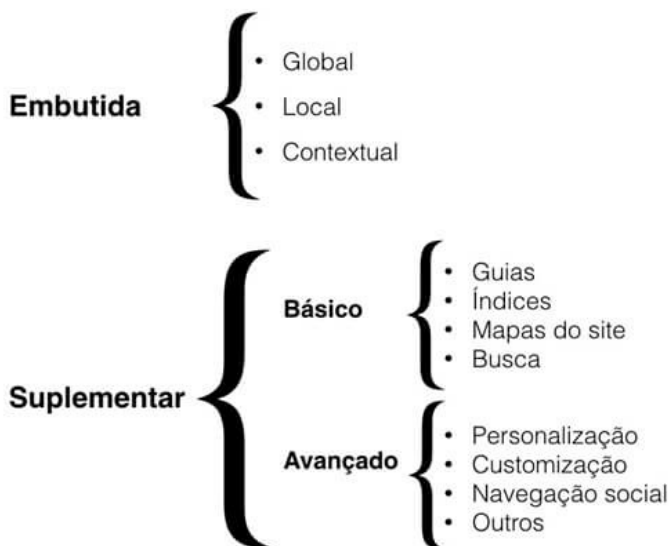 Embutida
• Global
• Local
• Contextual
Suplementar
Básico
• Guias
• Índices
• Mapas do site
• Busca
Avançado
• Personalização
• Customização
• Navegação social
• Outros